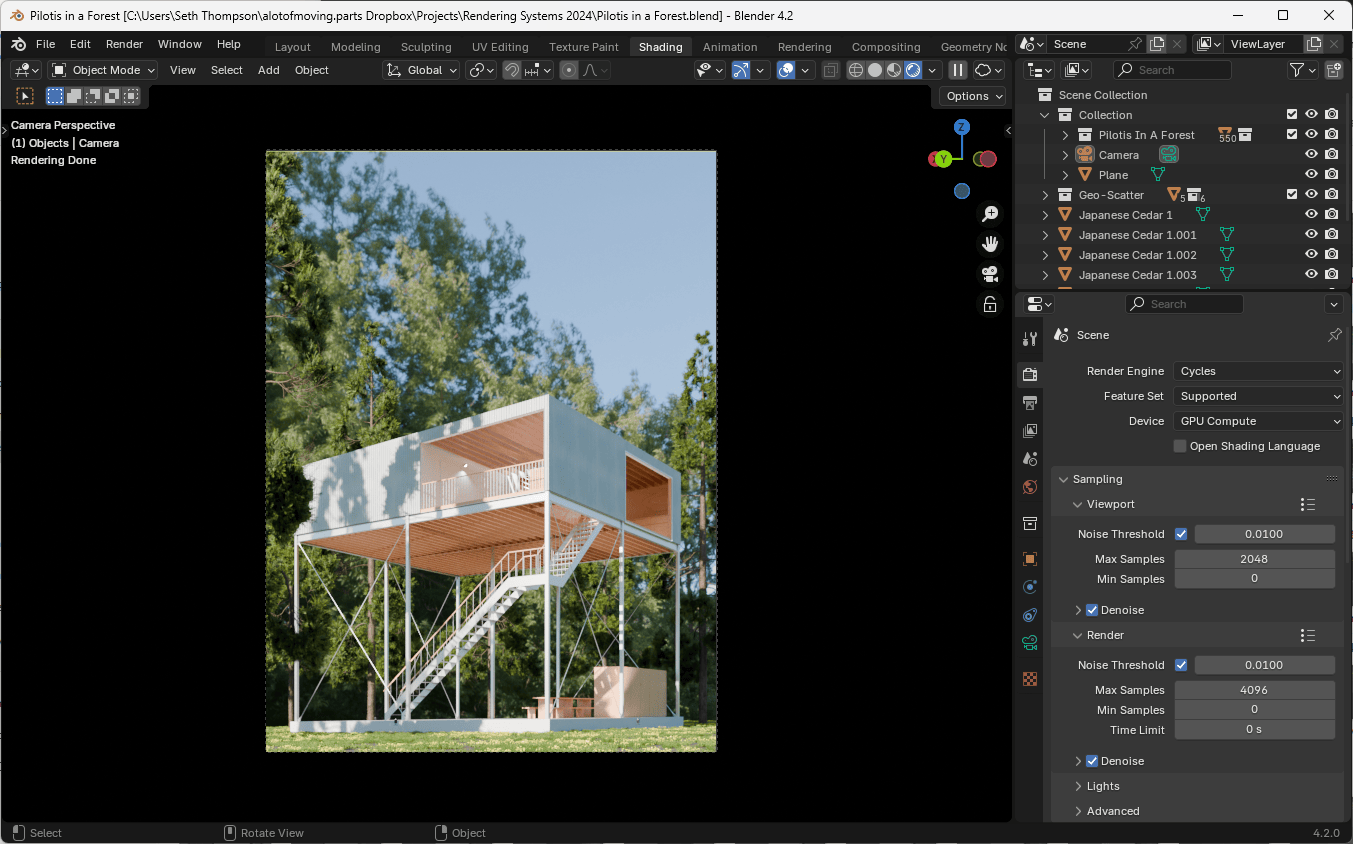 Pilotis in a Forest [C:\Users\Seth Thompson\alotofmoving.parts Dropbox\Projects\Rendering Systems 2024\Pilotis in a Forest.blend] - Blender 4.2
File Edit Render Window Help Layout Modeling Sculpting UV Editing Texture Paint Shading Animation Rendering Compositing Geometry No
Scene ViewLayer
Object Mode View Select Add Object Global
Search
Options
Camera Perspective
(1) Objects | Camera
Rendering Done
Z
Y
Scene Collection
Collection
Pilotis In A Forest 550
Camera
Plane
Geo-Scatter 5 6
Japanese Cedar 1
Japanese Cedar 1.001
Japanese Cedar 1.002
Japanese Cedar 1.003
Search
Scene
Render Engine Cycles
Feature Set Supported
Device GPU Compute
Open Shading Language
Sampling
Viewport
Noise Threshold 0.0100
Max Samples 2048
Min Samples 0
Denoise
Render
Noise Threshold 0.0100
Max Samples 4096
Min Samples 0
Time Limit 0 s
Denoise
Lights
Advanced
Select Rotate View Object 4.2.0